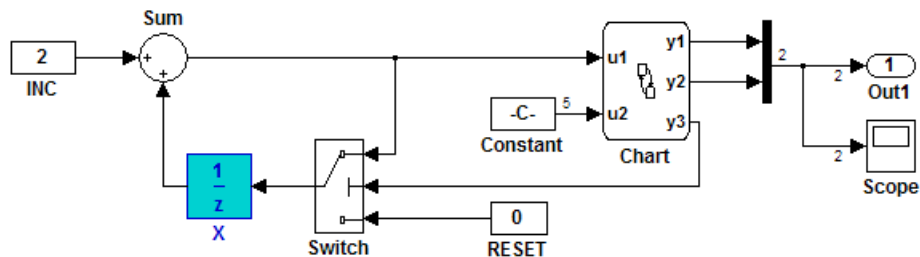 Sum
2
INC
+
+
u1
u2
y1
y2
y3
Chart
-C-
5
Constant
2
2
1
Out1
2
Scope
1
z
X
Switch
0
RESET